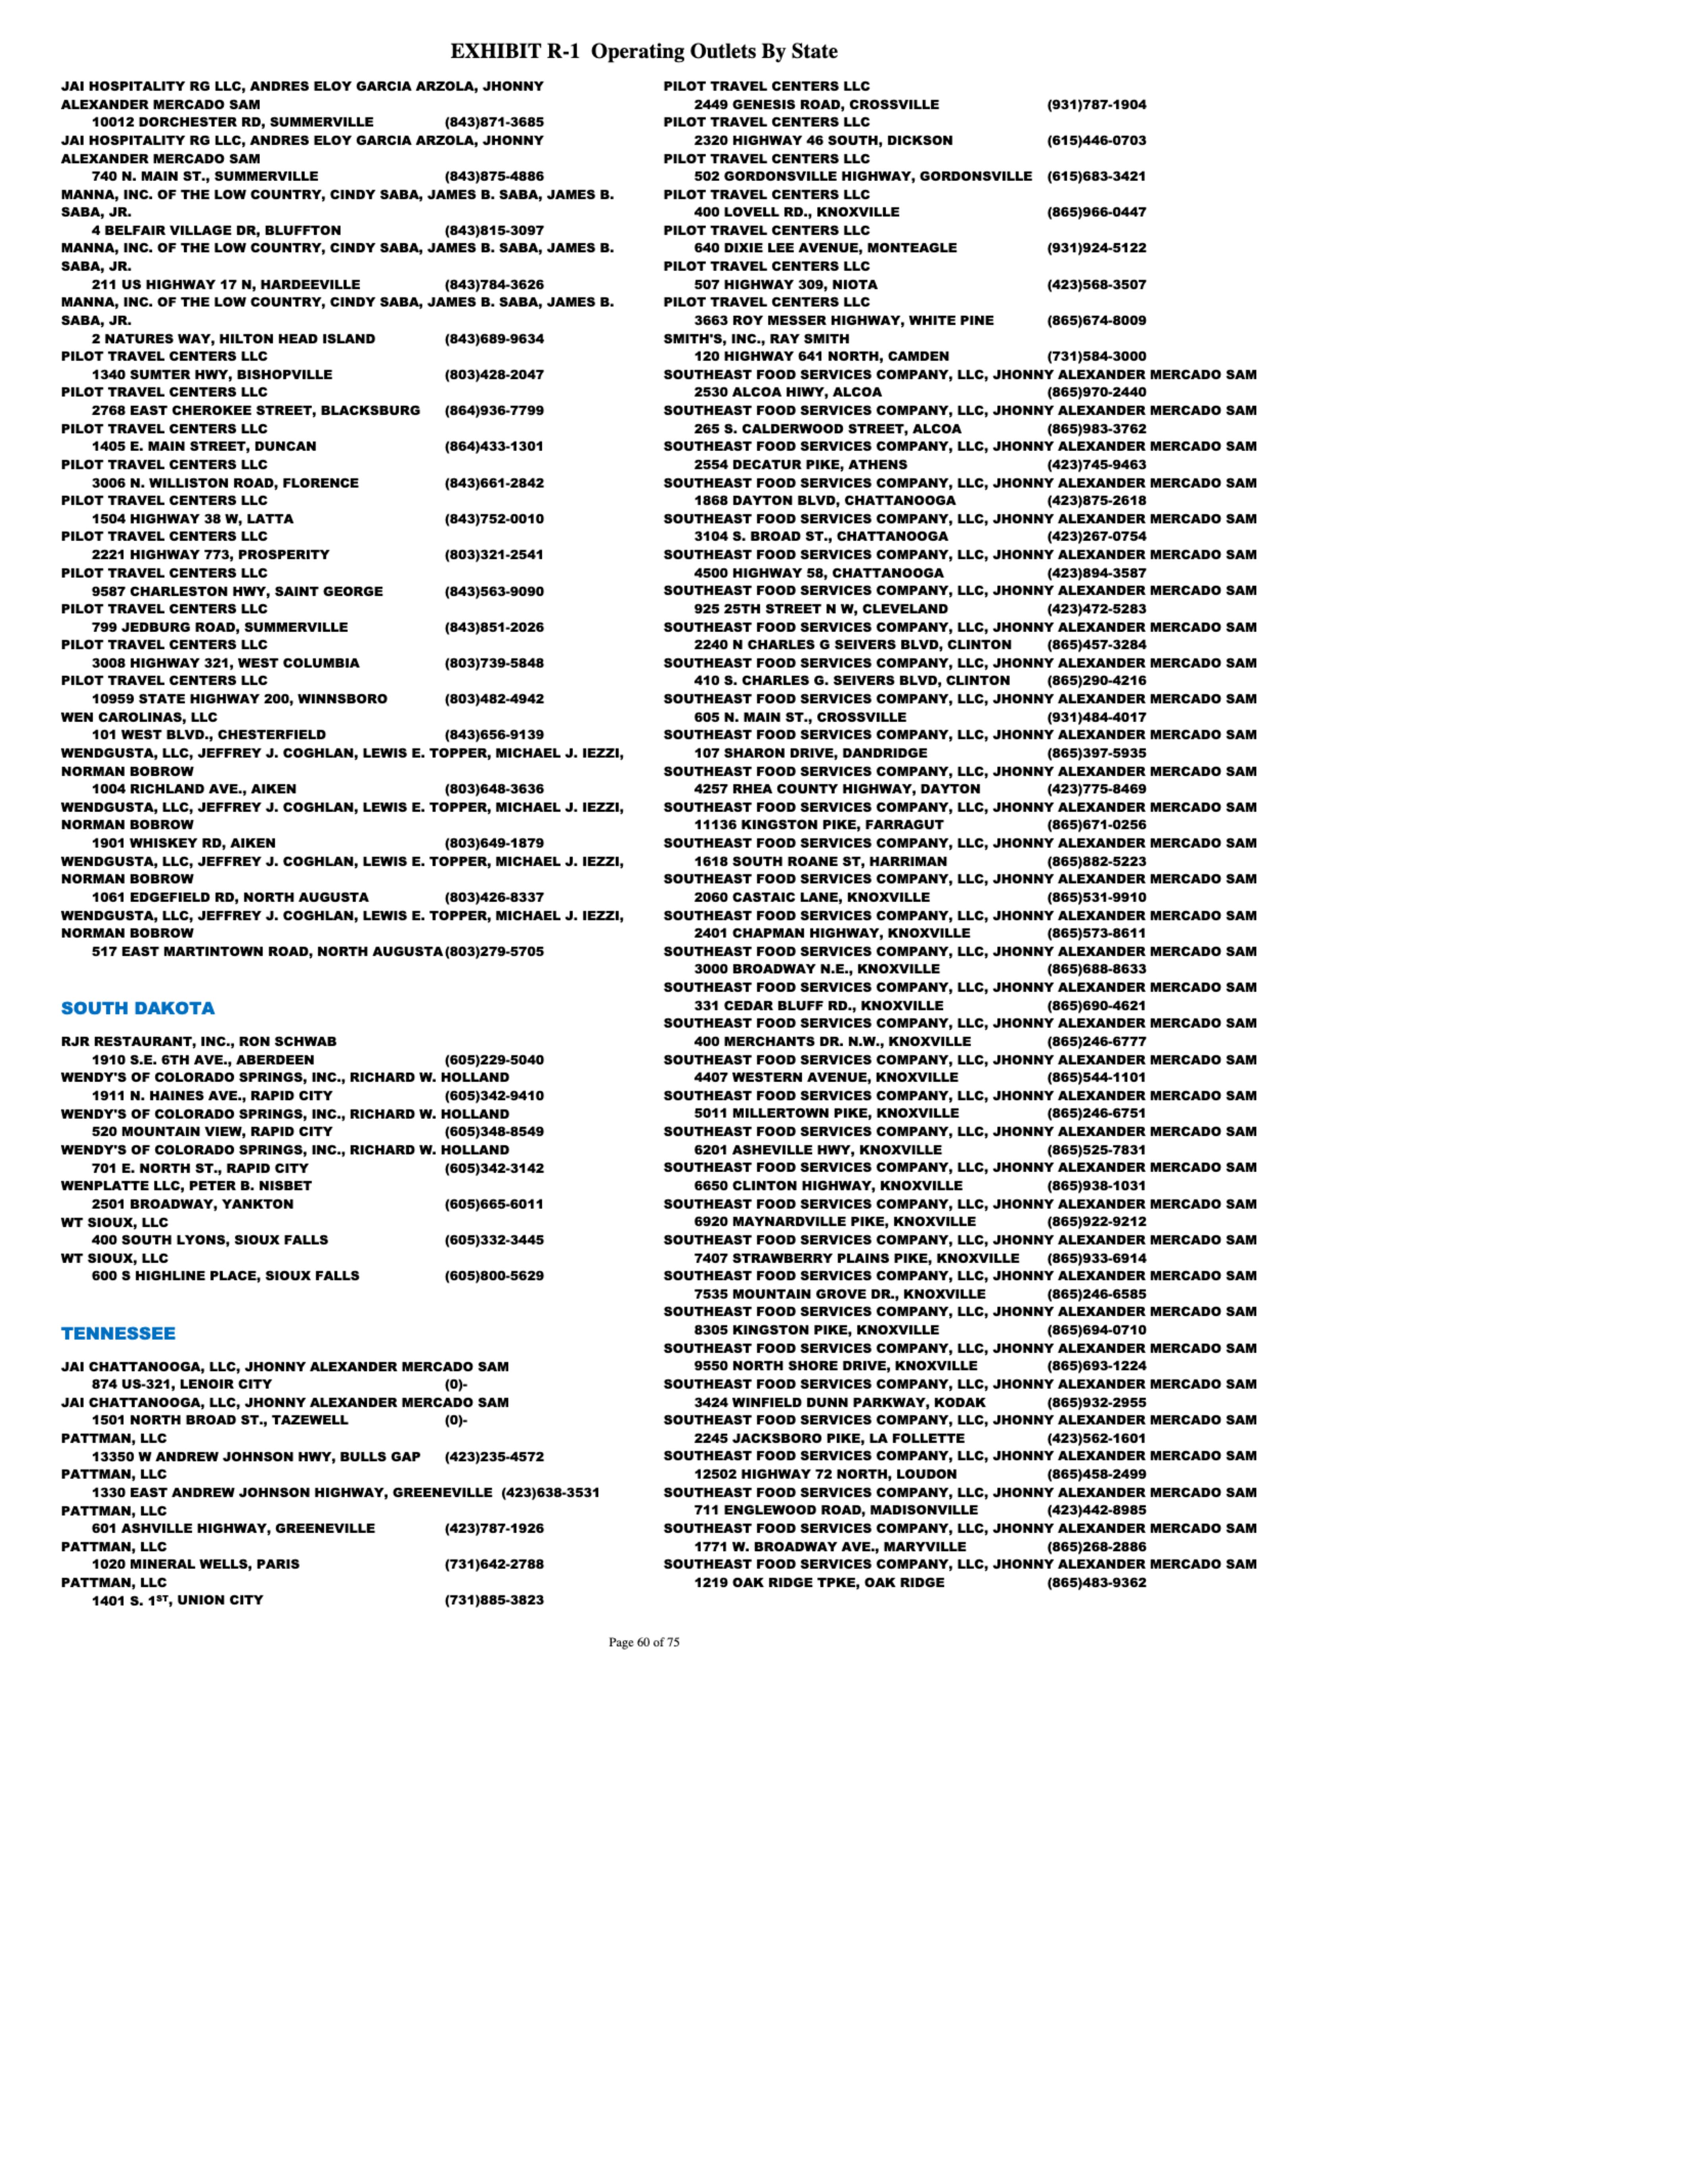 EXHIBIT R-1 Operating Outlets By State
JAI HOSPITALITY RG LLC, ANDRES ELOY GARCIA ARZOLA, JHONNY
ALEXANDER MERCADO SAM
10012 DORCHESTER RD, SUMMERVILLE (843)871-3685
JAI HOSPITALITY RG LLC, ANDRES ELOY GARCIA ARZOLA, JHONNY
ALEXANDER MERCADO SAM
740 N. MAIN ST., SUMMERVILLE (843)875-4886
MANNA, INC. OF THE LOW COUNTRY, CINDY SABA, JAMES B. SABA, JAMES B.
SABA, JR.
4 BELFAIR VILLAGE DR, BLUFFTON (843)815-3097
MANNA, INC. OF THE LOW COUNTRY, CINDY SABA, JAMES B. SABA, JAMES B.
SABA, JR.
211 US HIGHWAY 17 N, HARDEEVILLE (843)784-3626
MANNA, INC. OF THE LOW COUNTRY, CINDY SABA, JAMES B. SABA, JAMES B.
SABA, JR.
2 NATURES WAY, HILTON HEAD ISLAND (843)689-9634
PILOT TRAVEL CENTERS LLC
1340 SUMTER HWY, BISHOPVILLE (803)428-2047
PILOT TRAVEL CENTERS LLC
2768 EAST CHEROKEE STREET, BLACKSBURG (864)936-7799
PILOT TRAVEL CENTERS LLC
1405 E. MAIN STREET, DUNCAN (864)433-1301
PILOT TRAVEL CENTERS LLC
3006 N. WILLISTON ROAD, FLORENCE (843)661-2842
PILOT TRAVEL CENTERS LLC
1504 HIGHWAY 38 W, LATTA (843)752-0010
PILOT TRAVEL CENTERS LLC
2221 HIGHWAY 773, PROSPERITY (803)321-2541
PILOT TRAVEL CENTERS LLC
9587 CHARLESTON HWY, SAINT GEORGE (843)563-9090
PILOT TRAVEL CENTERS LLC
799 JEDBURG ROAD, SUMMERVILLE (843)851-2026
PILOT TRAVEL CENTERS LLC
3008 HIGHWAY 321, WEST COLUMBIA (803)739-5848
PILOT TRAVEL CENTERS LLC
10959 STATE HIGHWAY 200, WINNSBORO (803)482-4942
WEN CAROLINAS, LLC
101 WEST BLVD., CHESTERFIELD (843)656-9139
WENDGUSTA, LLC, JEFFREY J. COGHLAN, LEWIS E. TOPPER, MICHAEL J. IEZZI,
NORMAN BOBROW
1004 RICHLAND AVE., AIKEN (803)648-3636
WENDGUSTA, LLC, JEFFREY J. COGHLAN, LEWIS E. TOPPER, MICHAEL J. IEZZI,
NORMAN BOBROW
1901 WHISKEY RD, AIKEN (803)649-1879
WENDGUSTA, LLC, JEFFREY J. COGHLAN, LEWIS E. TOPPER, MICHAEL J. IEZZI,
NORMAN BOBROW
1061 EDGEFIELD RD, NORTH AUGUSTA (803)426-8337
WENDGUSTA, LLC, JEFFREY J. COGHLAN, LEWIS E. TOPPER, MICHAEL J. IEZZI,
NORMAN BOBROW
517 EAST MARTINTOWN ROAD, NORTH AUGUSTA (803)279-5705
SOUTH DAKOTA
RJR RESTAURANT, INC., RON SCHWAB
1910 S.E. 6TH AVE., ABERDEEN (605)229-5040
WENDY'S OF COLORADO SPRINGS, INC., RICHARD W. HOLLAND
1911 N. HAINES AVE., RAPID CITY (605)342-9410
WENDY'S OF COLORADO SPRINGS, INC., RICHARD W. HOLLAND
520 MOUNTAIN VIEW, RAPID CITY (605)348-8549
WENDY'S OF COLORADO SPRINGS, INC., RICHARD W. HOLLAND
701 E. NORTH ST., RAPID CITY (605)342-3142
WENPLATTE LLC, PETER B. NISBET
2501 BROADWAY, YANKTON (605)665-6011
WT SIOUX, LLC
400 SOUTH LYONS, SIOUX FALLS (605)332-3445
WT SIOUX, LLC
600 S HIGHLINE PLACE, SIOUX FALLS (605)800-5629
TENNESSEE
JAI CHATTANOOGA, LLC, JHONNY ALEXANDER MERCADO SAM
874 US-321, LENOIR CITY (0)-
JAI CHATTANOOGA, LLC, JHONNY ALEXANDER MERCADO SAM
1501 NORTH BROAD ST., TAZEWELL (0)-
PATTMAN, LLC
13350 W ANDREW JOHNSON HWY, BULLS GAP (423)235-4572
PATTMAN, LLC
1330 EAST ANDREW JOHNSON HIGHWAY, GREENEVILLE (423)638-3531
PATTMAN, LLC
601 ASHVILLE HIGHWAY, GREENEVILLE (423)787-1926
PATTMAN, LLC
1020 MINERAL WELLS, PARIS (731)642-2788
PATTMAN, LLC
1401 S. 1ST, UNION CITY (731)885-3823
PILOT TRAVEL CENTERS LLC
2449 GENESIS ROAD, CROSSVILLE (931)787-1904
PILOT TRAVEL CENTERS LLC
2320 HIGHWAY 46 SOUTH, DICKSON (615)446-0703
PILOT TRAVEL CENTERS LLC
502 GORDONSVILLE HIGHWAY, GORDONSVILLE (615)683-3421
PILOT TRAVEL CENTERS LLC
400 LOVELL RD., KNOXVILLE (865)966-0447
PILOT TRAVEL CENTERS LLC
640 DIXIE LEE AVENUE, MONTEAGLE (931)924-5122
PILOT TRAVEL CENTERS LLC
507 HIGHWAY 309, NIOTA (423)568-3507
PILOT TRAVEL CENTERS LLC
3663 ROY MESSER HIGHWAY, WHITE PINE (865)674-8009
SMITH'S, INC., RAY SMITH
120 HIGHWAY 641 NORTH, CAMDEN (731)584-3000
SOUTHEAST FOOD SERVICES COMPANY, LLC, JHONNY ALEXANDER MERCADO SAM
2530 ALCOA HIWY, ALCOA (865)970-2440
SOUTHEAST FOOD SERVICES COMPANY, LLC, JHONNY ALEXANDER MERCADO SAM
265 S. CALDERWOOD STREET, ALCOA (865)983-3762
SOUTHEAST FOOD SERVICES COMPANY, LLC, JHONNY ALEXANDER MERCADO SAM
2554 DECATUR PIKE, ATHENS (423)745-9463
SOUTHEAST FOOD SERVICES COMPANY, LLC, JHONNY ALEXANDER MERCADO SAM
1868 DAYTON BLVD, CHATTANOOGA (423)875-2618
SOUTHEAST FOOD SERVICES COMPANY, LLC, JHONNY ALEXANDER MERCADO SAM
3104 S. BROAD ST., CHATTANOOGA (423)267-0754
SOUTHEAST FOOD SERVICES COMPANY, LLC, JHONNY ALEXANDER MERCADO SAM
4500 HIGHWAY 58, CHATTANOOGA (423)894-3587
SOUTHEAST FOOD SERVICES COMPANY, LLC, JHONNY ALEXANDER MERCADO SAM
925 25TH STREET N W, CLEVELAND (423)472-5283
SOUTHEAST FOOD SERVICES COMPANY, LLC, JHONNY ALEXANDER MERCADO SAM
2240 N CHARLES G SEIVERS BLVD, CLINTON (865)457-3284
SOUTHEAST FOOD SERVICES COMPANY, LLC, JHONNY ALEXANDER MERCADO SAM
410 S. CHARLES G. SEIVERS BLVD, CLINTON (865)290-4216
SOUTHEAST FOOD SERVICES COMPANY, LLC, JHONNY ALEXANDER MERCADO SAM
605 N. MAIN ST., CROSSVILLE (931)484-4017
SOUTHEAST FOOD SERVICES COMPANY, LLC, JHONNY ALEXANDER MERCADO SAM
107 SHARON DRIVE, DANDRIDGE (865)397-5935
SOUTHEAST FOOD SERVICES COMPANY, LLC, JHONNY ALEXANDER MERCADO SAM
4257 RHEA COUNTY HIGHWAY, DAYTON (423)775-8469
SOUTHEAST FOOD SERVICES COMPANY, LLC, JHONNY ALEXANDER MERCADO SAM
11136 KINGSTON PIKE, FARRAGUT (865)671-0256
SOUTHEAST FOOD SERVICES COMPANY, LLC, JHONNY ALEXANDER MERCADO SAM
1618 SOUTH ROANE ST, HARRIMAN (865)882-5223
SOUTHEAST FOOD SERVICES COMPANY, LLC, JHONNY ALEXANDER MERCADO SAM
2060 CASTAIC LANE, KNOXVILLE (865)531-9910
SOUTHEAST FOOD SERVICES COMPANY, LLC, JHONNY ALEXANDER MERCADO SAM
2401 CHAPMAN HIGHWAY, KNOXVILLE (865)573-8611
SOUTHEAST FOOD SERVICES COMPANY, LLC, JHONNY ALEXANDER MERCADO SAM
3000 BROADWAY N.E., KNOXVILLE (865)688-8633
SOUTHEAST FOOD SERVICES COMPANY, LLC, JHONNY ALEXANDER MERCADO SAM
331 CEDAR BLUFF RD., KNOXVILLE (865)690-4621
SOUTHEAST FOOD SERVICES COMPANY, LLC, JHONNY ALEXANDER MERCADO SAM
400 MERCHANTS DR. N.W., KNOXVILLE (865)246-6777
SOUTHEAST FOOD SERVICES COMPANY, LLC, JHONNY ALEXANDER MERCADO SAM
4407 WESTERN AVENUE, KNOXVILLE (865)544-1101
SOUTHEAST FOOD SERVICES COMPANY, LLC, JHONNY ALEXANDER MERCADO SAM
5011 MILLERTOWN PIKE, KNOXVILLE (865)246-6751
SOUTHEAST FOOD SERVICES COMPANY, LLC, JHONNY ALEXANDER MERCADO SAM
6201 ASHEVILLE HWY, KNOXVILLE (865)525-7831
SOUTHEAST FOOD SERVICES COMPANY, LLC, JHONNY ALEXANDER MERCADO SAM
6650 CLINTON HIGHWAY, KNOXVILLE (865)938-1031
SOUTHEAST FOOD SERVICES COMPANY, LLC, JHONNY ALEXANDER MERCADO SAM
6920 MAYNARDVILLE PIKE, KNOXVILLE (865)922-9212
SOUTHEAST FOOD SERVICES COMPANY, LLC, JHONNY ALEXANDER MERCADO SAM
7407 STRAWBERRY PLAINS PIKE, KNOXVILLE (865)933-6914
SOUTHEAST FOOD SERVICES COMPANY, LLC, JHONNY ALEXANDER MERCADO SAM
7535 MOUNTAIN GROVE DR., KNOXVILLE (865)246-6585
SOUTHEAST FOOD SERVICES COMPANY, LLC, JHONNY ALEXANDER MERCADO SAM
8305 KINGSTON PIKE, KNOXVILLE (865)694-0710
SOUTHEAST FOOD SERVICES COMPANY, LLC, JHONNY ALEXANDER MERCADO SAM
9550 NORTH SHORE DRIVE, KNOXVILLE (865)693-1224
SOUTHEAST FOOD SERVICES COMPANY, LLC, JHONNY ALEXANDER MERCADO SAM
3424 WINFIELD DUNN PARKWAY, KODAK (865)932-2955
SOUTHEAST FOOD SERVICES COMPANY, LLC, JHONNY ALEXANDER MERCADO SAM
2245 JACKSBORO PIKE, LA FOLLETTE (423)562-1601
SOUTHEAST FOOD SERVICES COMPANY, LLC, JHONNY ALEXANDER MERCADO SAM
12502 HIGHWAY 72 NORTH, LOUDON (865)458-2499
SOUTHEAST FOOD SERVICES COMPANY, LLC, JHONNY ALEXANDER MERCADO SAM
711 ENGLEWOOD ROAD, MADISONVILLE (423)442-8985
SOUTHEAST FOOD SERVICES COMPANY, LLC, JHONNY ALEXANDER MERCADO SAM
1771 W. BROADWAY AVE., MARYVILLE (865)268-2886
SOUTHEAST FOOD SERVICES COMPANY, LLC, JHONNY ALEXANDER MERCADO SAM
1219 OAK RIDGE TPKE, OAK RIDGE (865)483-9362
Page 60 of 75